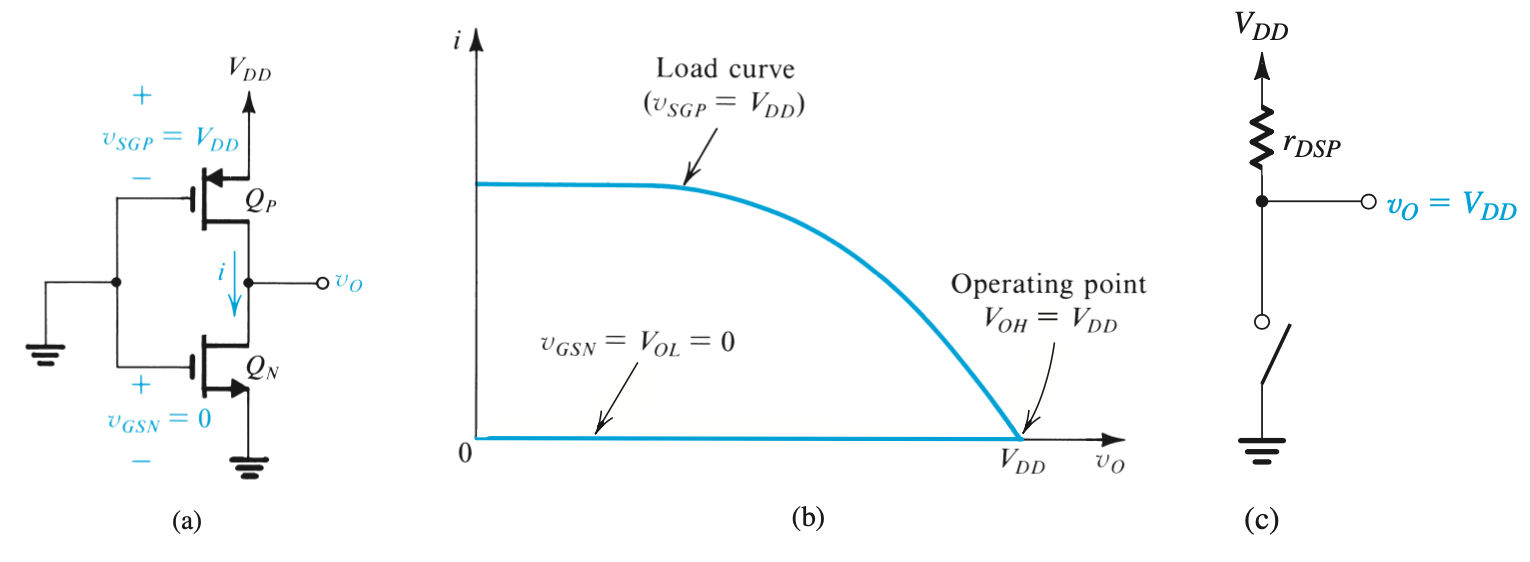 V_DD
+
v_SGP = V_DD
−
Q_P
i
v_O
Q_N
+
v_GSN = 0
−
(a)
i
Load curve
(v_SGP = V_DD)
Operating point
V_OH = V_DD
v_GSN = V_OL = 0
0
V_DD
v_O
(b)
V_DD
r_DSP
v_O = V_DD
(c)